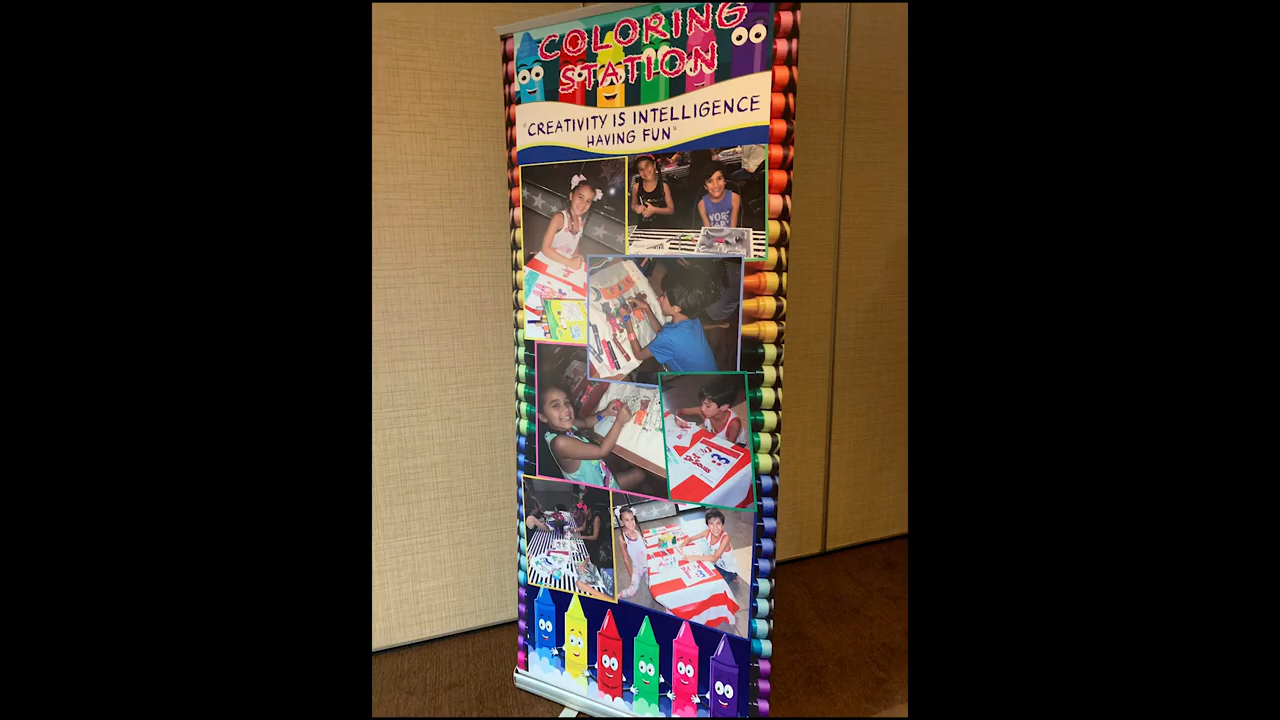 COLORING
STATION
"CREATIVITY IS INTELLIGENCE
HAVING FUN"